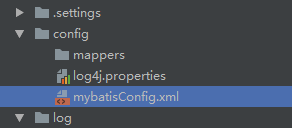 .settings
config
mappers
log4j.properties
mybatisConfig.xml
log